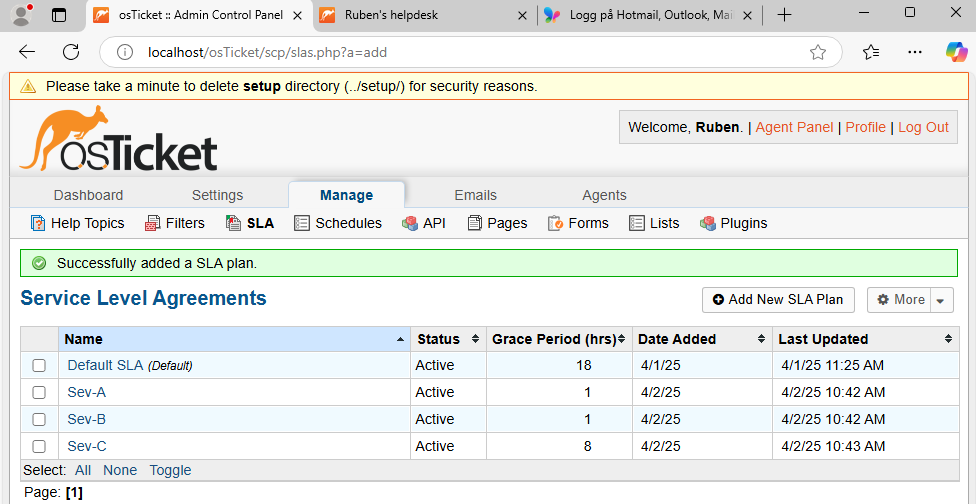 osTicket :: Admin Control Panel
Ruben's helpdesk
Logg på Hotmail, Outlook, Ma
localhost/osTicket/scp/slas.php?a=add
Please take a minute to delete setup directory (../setup/) for security reasons.
osTicket
Welcome, Ruben. | Agent Panel | Profile | Log Out
Dashboard Settings Manage Emails Agents
Help Topics Filters SLA Schedules API Pages Forms Lists Plugins
Successfully added a SLA plan.
Service Level Agreements
Add New SLA Plan More
Name Status Grace Period (hrs) Date Added Last Updated
Default SLA (Default) Active 18 4/1/25 4/1/25 11:25 AM
Sev-A Active 1 4/2/25 4/2/25 10:42 AM
Sev-B Active 1 4/2/25 4/2/25 10:42 AM
Sev-C Active 8 4/2/25 4/2/25 10:43 AM
Select: All None Toggle
Page: [1]